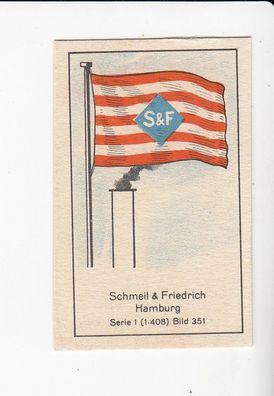 S&F
Schmeil & Friedrich
Hamburg
Serie 1 (1-408) Bild 351